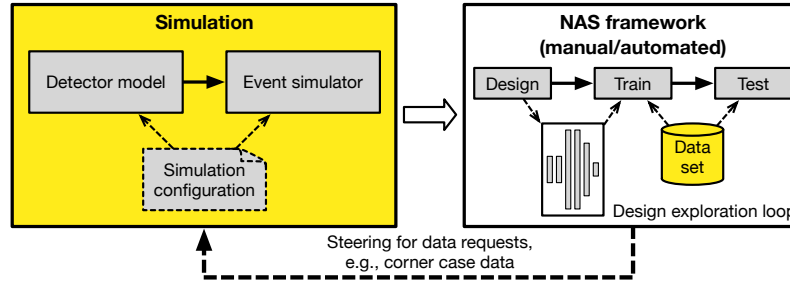 Simulation
Detector model
Event simulator
Simulation
configuration
NAS framework
(manual/automated)
Design
Train
Test
Data
set
Design exploration loop
Steering for data requests,
e.g., corner case data